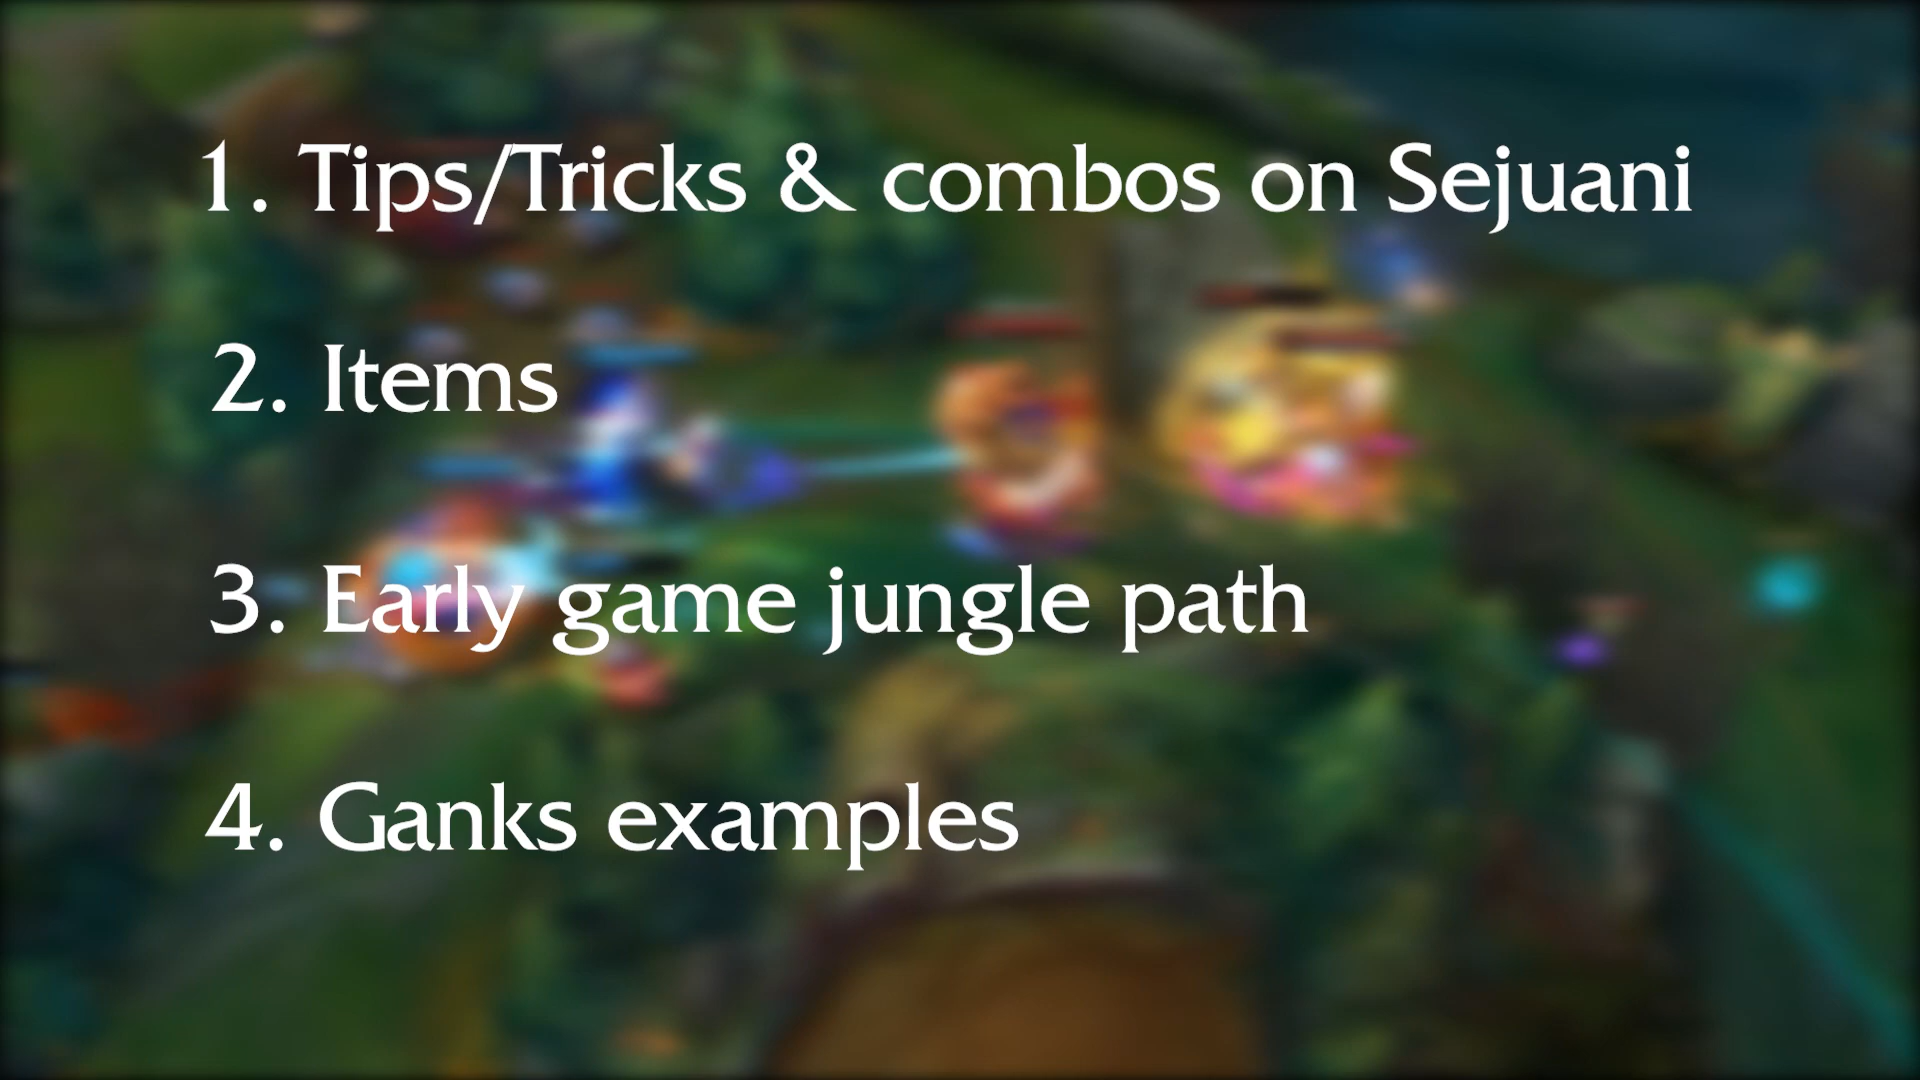 1. Tips/Tricks & combos on Sejuani
2. Items
3. Early game jungle path
4. Ganks examples